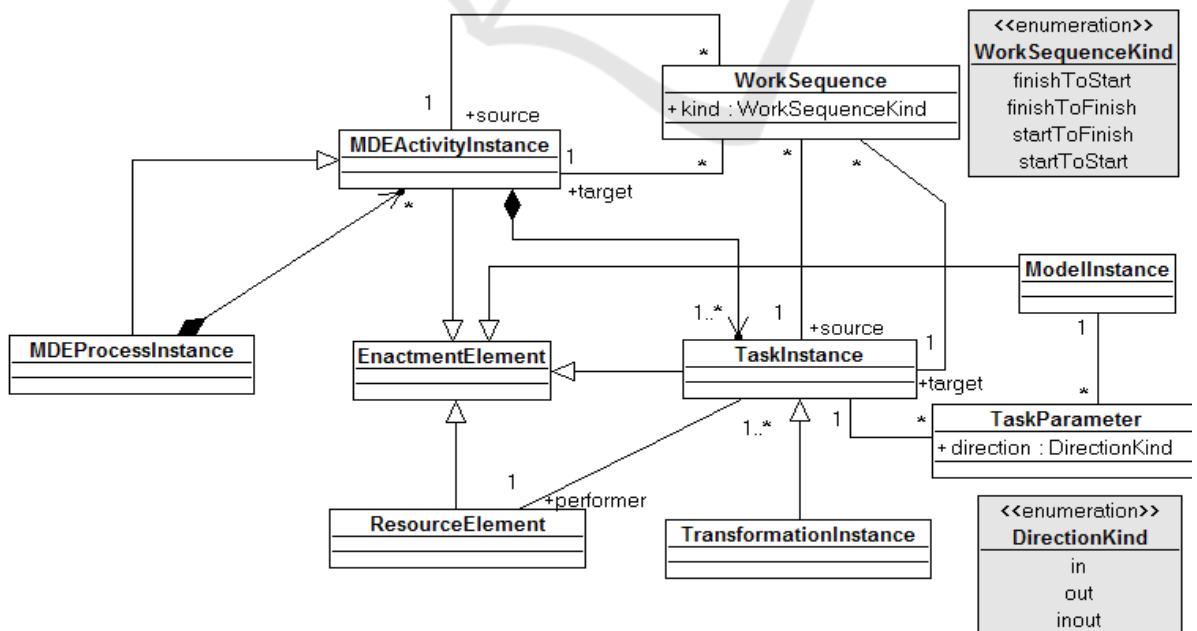 <<enumeration>>
WorkSequenceKind
finishToStart
finishToFinish
startToFinish
startToStart
*
WorkSequence
+ kind : WorkSequenceKind
1
+source
MDEActivityInstance
1
+target
*
*
*
*
ModelInstance
1..*
1
+source
1
1
MDEProcessInstance
EnactmentElement
TaskInstance
+target
*
TaskParameter
+ direction : DirectionKind
1..*
1
*
1
+performer
ResourceElement
TransformationInstance
<<enumeration>>
DirectionKind
in
out
inout